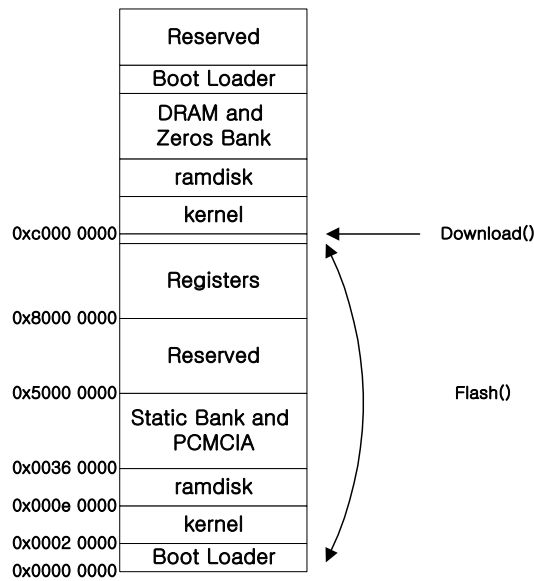 Reserved
Boot Loader
DRAM and
Zeros Bank
ramdisk
kernel
0xc000 0000
Download()
Registers
0x8000 0000
Reserved
0x5000 0000
Flash()
Static Bank and
PCMCIA
0x0036 0000
ramdisk
0x000e 0000
kernel
0x0002 0000
Boot Loader
0x0000 0000